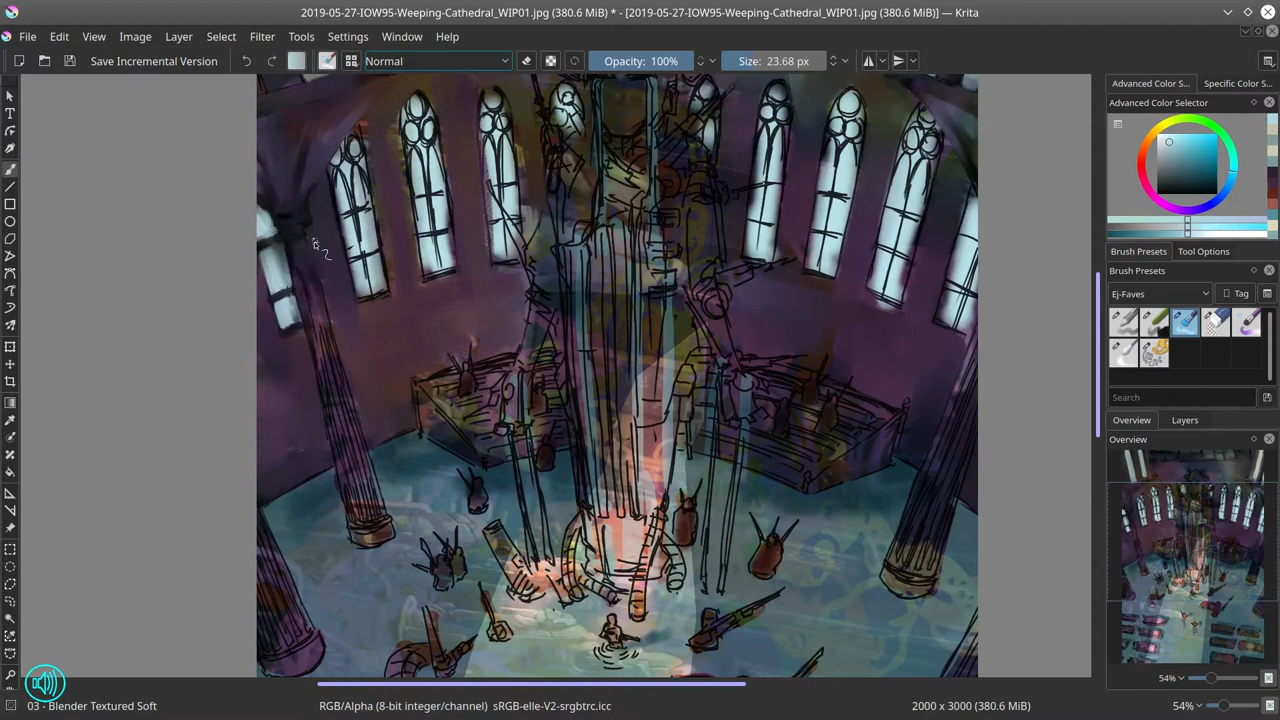 2019-05-27-IOW95-Weeping-Cathedral_WIP01.jpg (380.6 MiB) * - [2019-05-27-IOW95-Weeping-Cathedral_WIP01.jpg (380.6 MiB)] — Krita
File Edit View Image Layer Select Filter Tools Settings Window Help
Save Incremental Version Normal Opacity: 100% Size: 23.68 px
Advanced Color S... Specific Color S...
Advanced Color Selector
Brush Presets Tool Options
Brush Presets
Ej-Faves Tag
Search
Overview Layers
Overview
54%
03 - Blender Textured Soft RGB/Alpha (8-bit integer/channel) sRGB-elle-V2-srgbtrc.icc 2000 x 3000 (380.6 MiB) 54%